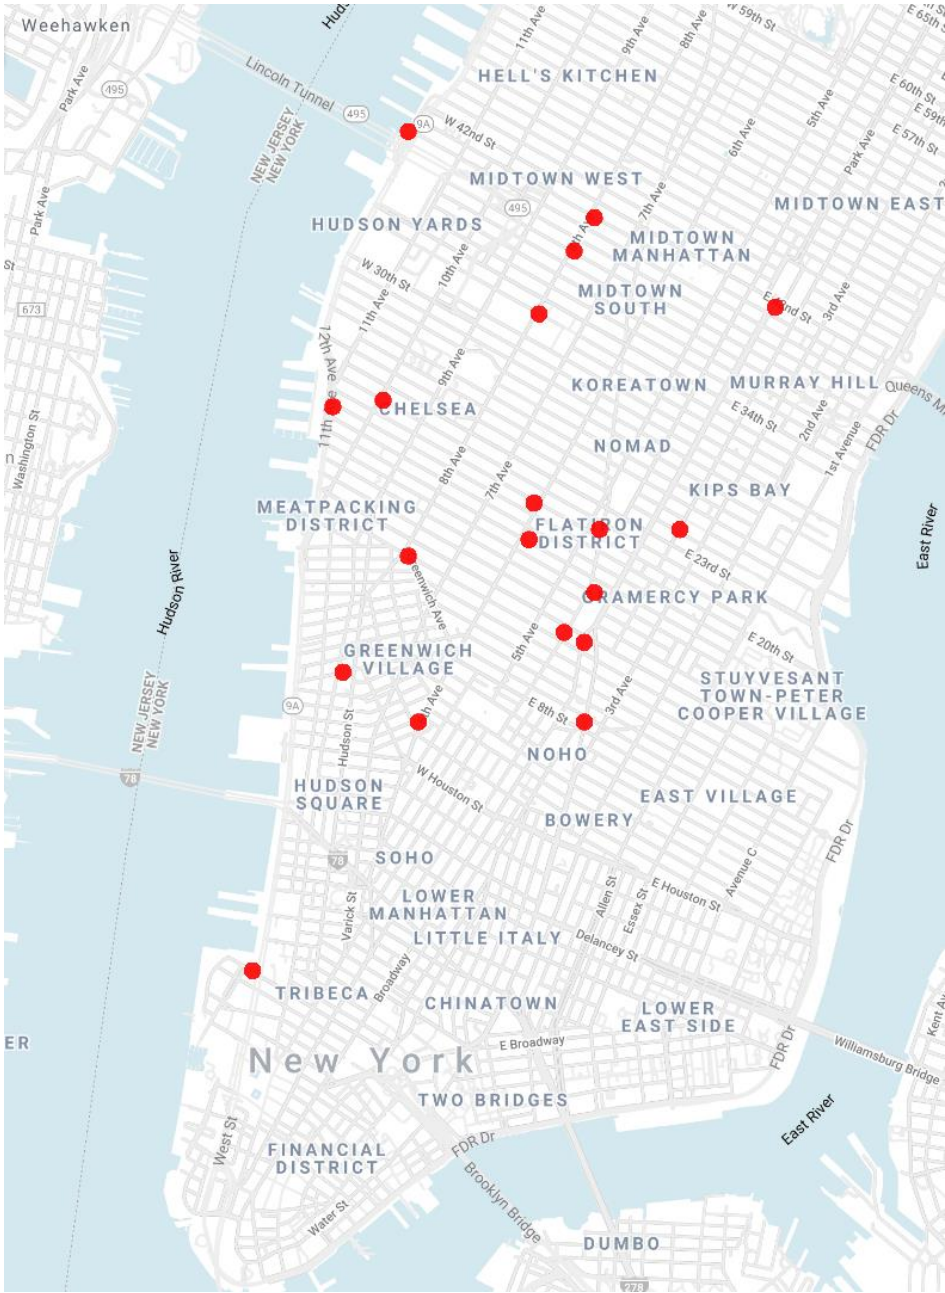 Weehawken
Park Ave
495
Lincoln Tunnel
495
9A
NEW JERSEY
NEW YORK
11th Ave
9th Ave
8th Ave
W 59th St
E 60th St
E 57th St
HELL'S KITCHEN
W 42nd St
6th Ave
5th Ave
Park Ave
Park Ave
MIDTOWN WEST
495
7th Ave
MIDTOWN EAST
HUDSON YARDS
MIDTOWN
MANHATTAN
10th Ave
W 30th St
MIDTOWN
SOUTH
3rd Ave
11th Ave
673
12th Ave
9th Ave
KOREATOWN
MURRAY HILL
E 34th St
2nd Ave
1st Avenue
FDR Dr
CHELSEA
11th
Washington St
NOMAD
8th Ave
7th Ave
KIPS BAY
MEATPACKING
DISTRICT
FLATIRON
DISTRICT
East River
Hudson River
E 23rd St
GRAMERCY PARK
5th Ave
E 20th St
GREENWICH
VILLAGE
STUYVESANT
TOWN-PETER
COOPER VILLAGE
3rd Ave
E 8th St
NEW JERSEY
NEW YORK
9A
Hudson St
NOHO
78
W Houston St
HUDSON
SQUARE
EAST VILLAGE
BOWERY
FDR Dr
78
SOHO
Avenue C
Allen St
Essex St
E Houston St
LOWER
MANHATTAN
Varick St
LITTLE ITALY
Delancey St
Broadway
TRIBECA
CHINATOWN
LOWER
EAST SIDE
E Broadway
FDR Dr
Williamsburg Bridge
New York
TWO BRIDGES
East River
West St
FDR Dr
FINANCIAL
DISTRICT
Brooklyn Bridge
Water St
DUMBO
278